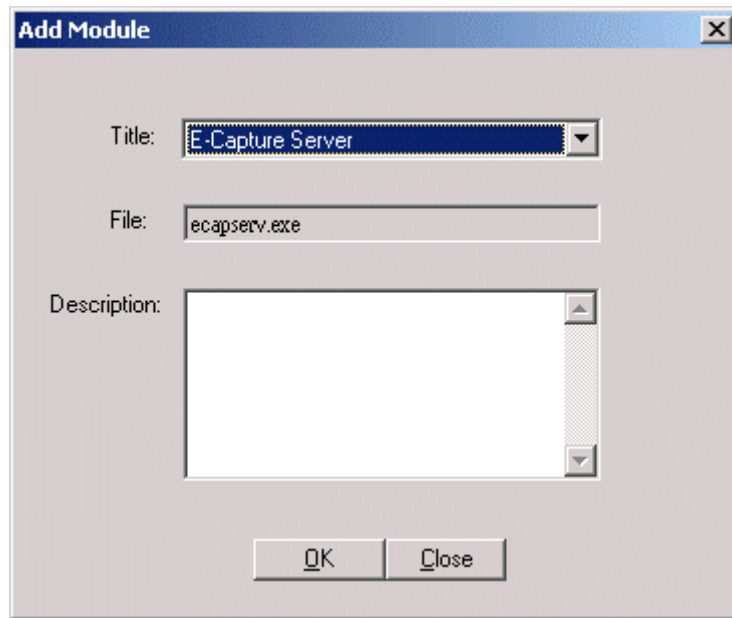 Add Module
Title: E-Capture Server
File: ecapserv.exe
Description:
OK Close